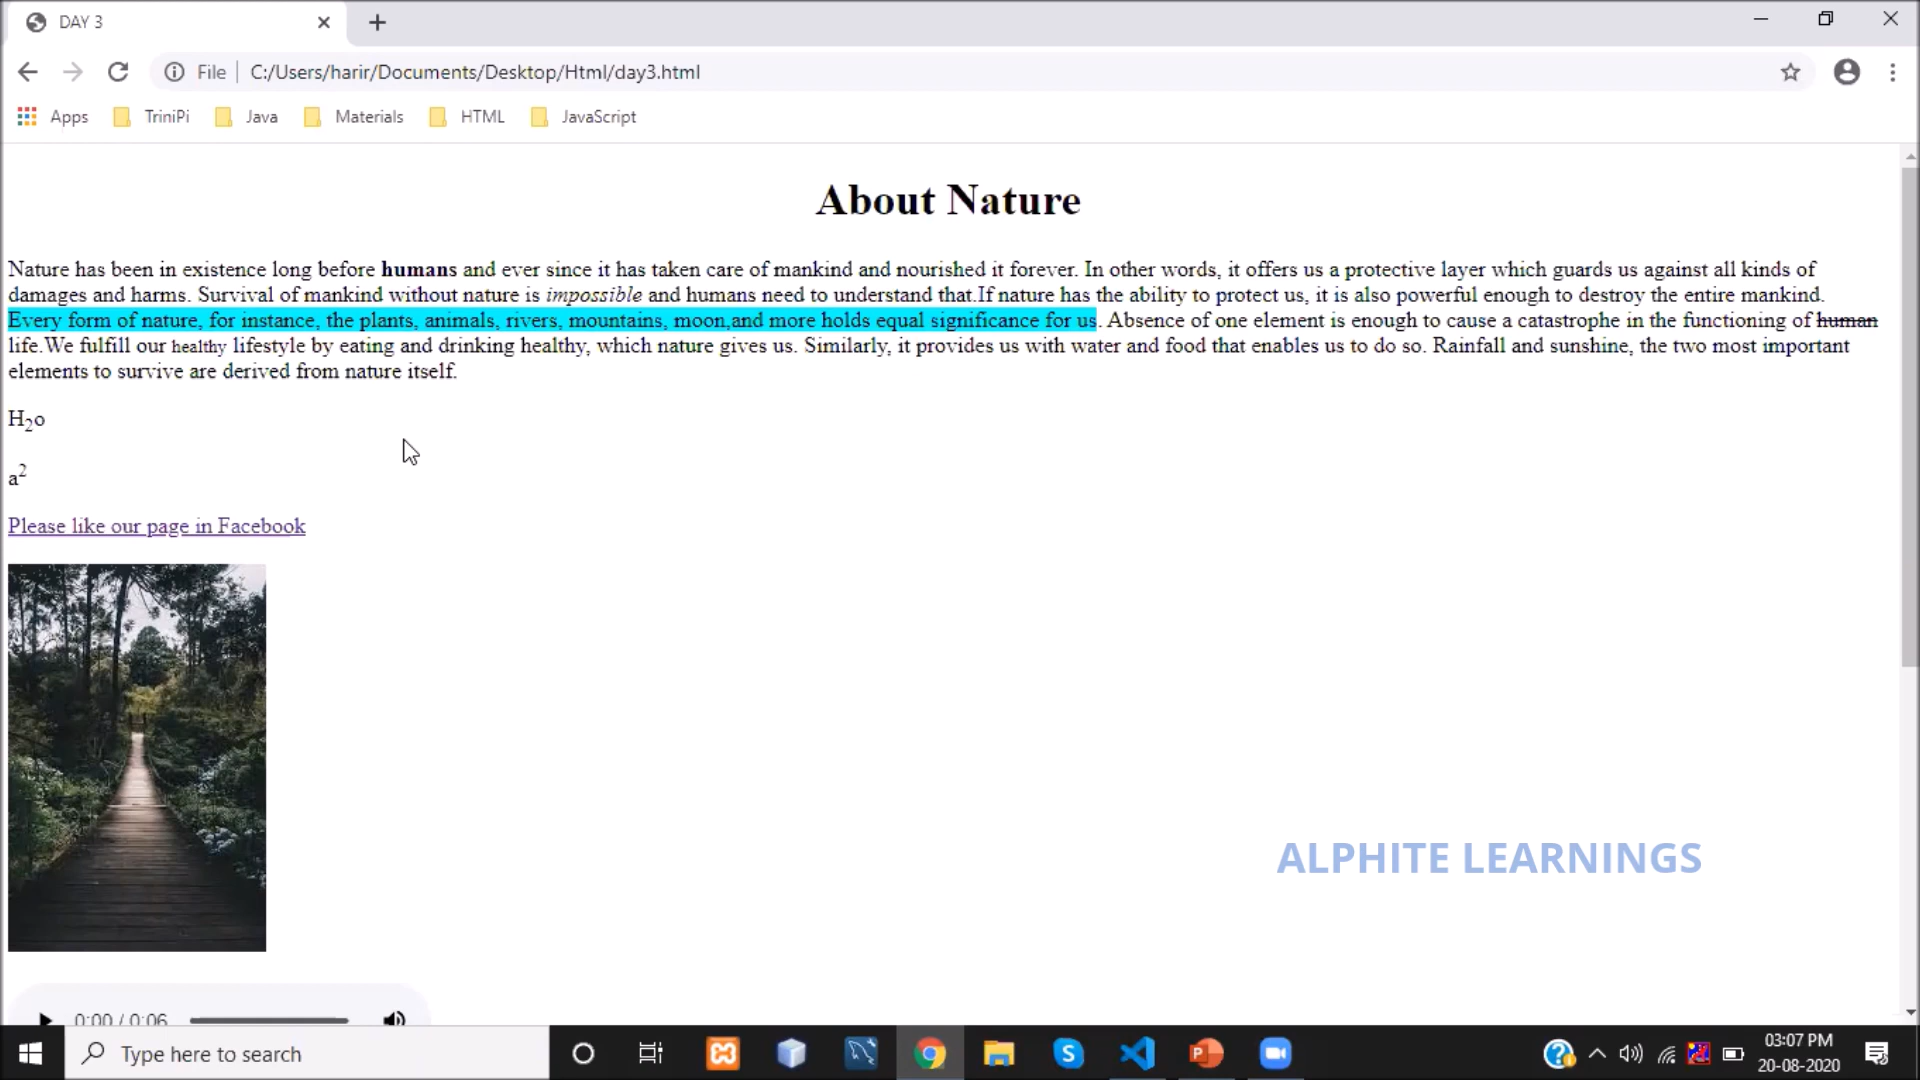 DAY 3
File
C:/Users/harir/Documents/Desktop/Html/day3.html
Apps
TriniPi
Java
Materials
HTML
JavaScript
About Nature
Nature has been in existence long before humans and ever since it has taken care of mankind and nourished it forever. In other words, it offers us a protective layer which guards us against all kinds of
damages and harms. Survival of mankind without nature is impossible and humans need to understand that.If nature has the ability to protect us, it is also powerful enough to destroy the entire mankind.
Every form of nature, for instance, the plants, animals, rivers, mountains, moon,and more holds equal significance for us. Absence of one element is enough to cause a catastrophe in the functioning of human
life.We fulfill our healthy lifestyle by eating and drinking healthy, which nature gives us. Similarly, it provides us with water and food that enables us to do so. Rainfall and sunshine, the two most important
elements to survive are derived from nature itself.
H₂o
a²
Please like our page in Facebook
ALPHITE LEARNINGS
0:00 / 0:06
Type here to search
03:07 PM
20-08-2020